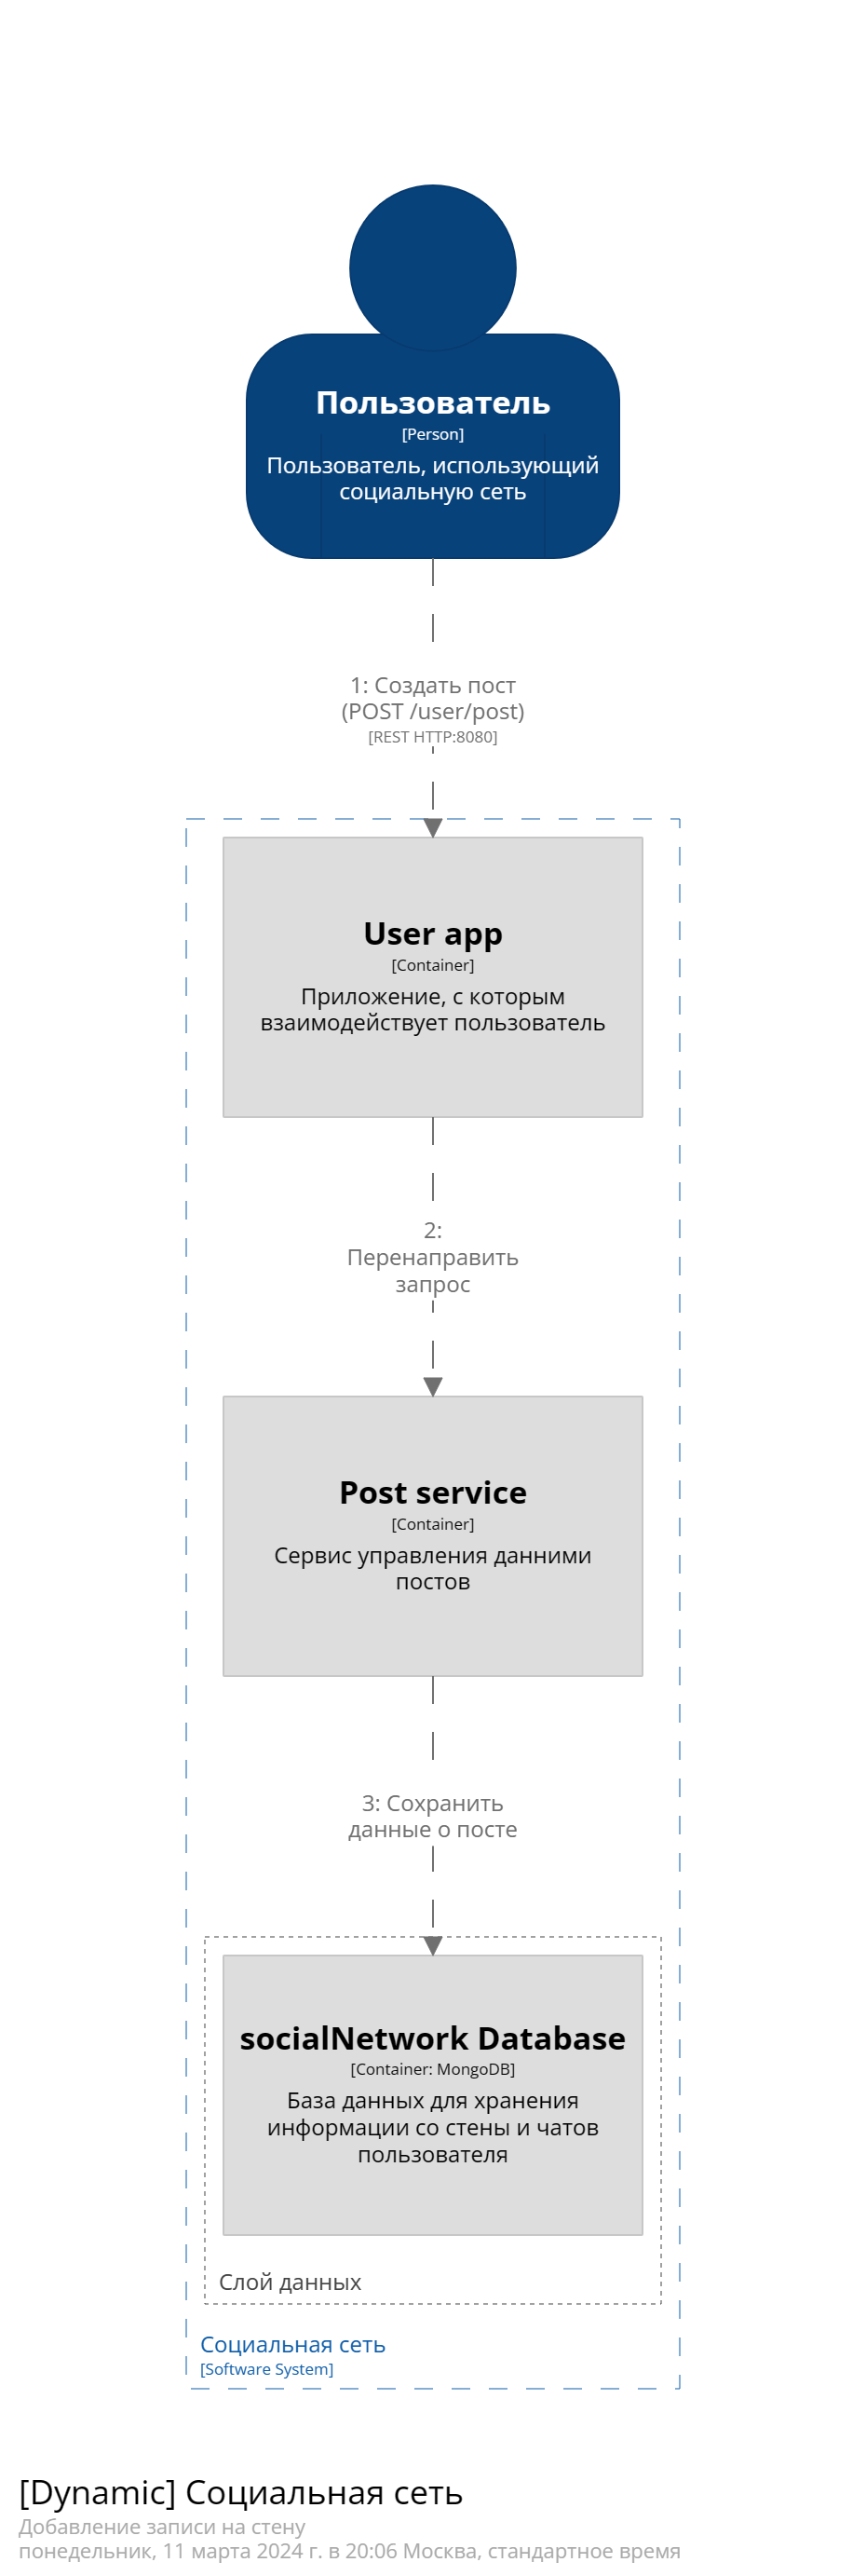 Пользователь
[Person]
Пользователь, использующий
социальную сеть
1: Создать пост
(POST /user/post)
[REST HTTP:8080]
User app
[Container]
Приложение, с которым
взаимодействует пользователь
2:
Перенаправить
запрос
Post service
[Container]
Сервис управления данними
постов
3: Сохранить
данные о посте
socialNetwork Database
[Container: MongoDB]
База данных для хранения
информации со стены и чатов
пользователя
Слой данных
Социальная сеть
[Software System]
[Dynamic] Социальная сеть
Добавление записи на стену
понедельник, 11 марта 2024 г. в 20:06 Москва, стандартное время